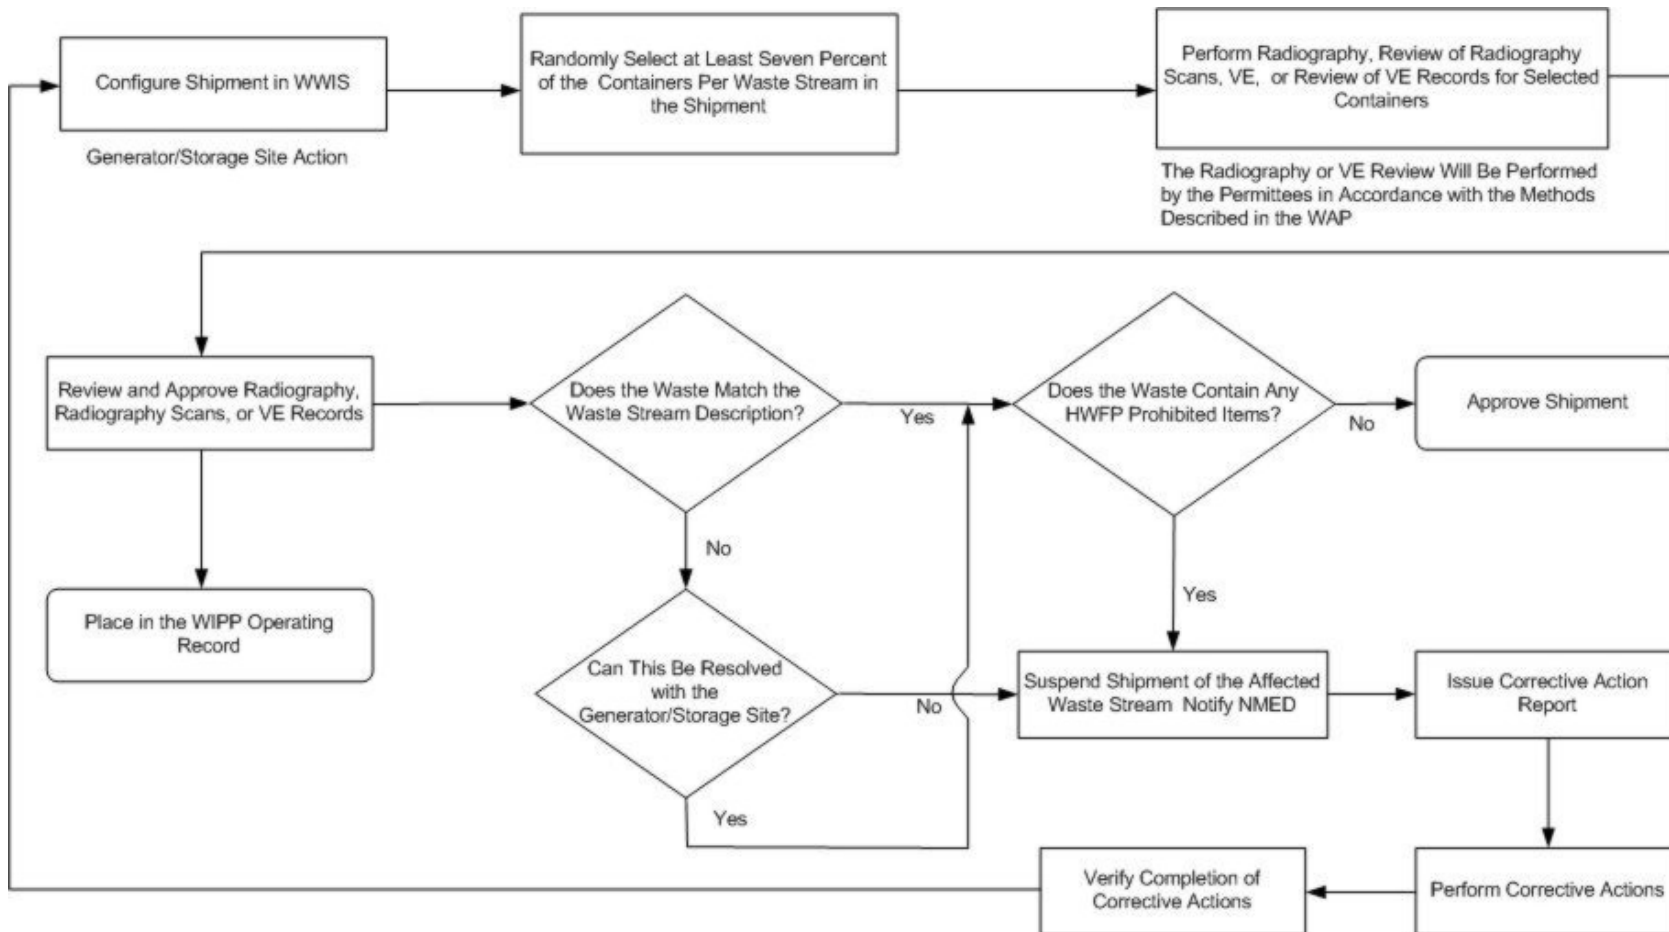 Configure Shipment in WWIS
Generator/Storage Site Action
Randomly Select at Least Seven Percent
of the Containers Per Waste Stream in
the Shipment
Perform Radiography, Review of Radiography
Scans, VE, or Review of VE Records for Selected
Containers
The Radiography or VE Review Will Be Performed
by the Permittees in Accordance with the Methods
Described in the WAP
Review and Approve Radiography,
Radiography Scans, or VE Records
Does the Waste Match the
Waste Stream Description?
Yes
Does the Waste Contain Any
HWFP Prohibited Items?
No
Approve Shipment
No
Yes
Place in the WIPP Operating
Record
Can This Be Resolved
with the
Generator/Storage Site?
No
Suspend Shipment of the Affected
Waste Stream Notify NMED
Issue Corrective Action
Report
Yes
Verify Completion of
Corrective Actions
Perform Corrective Actions